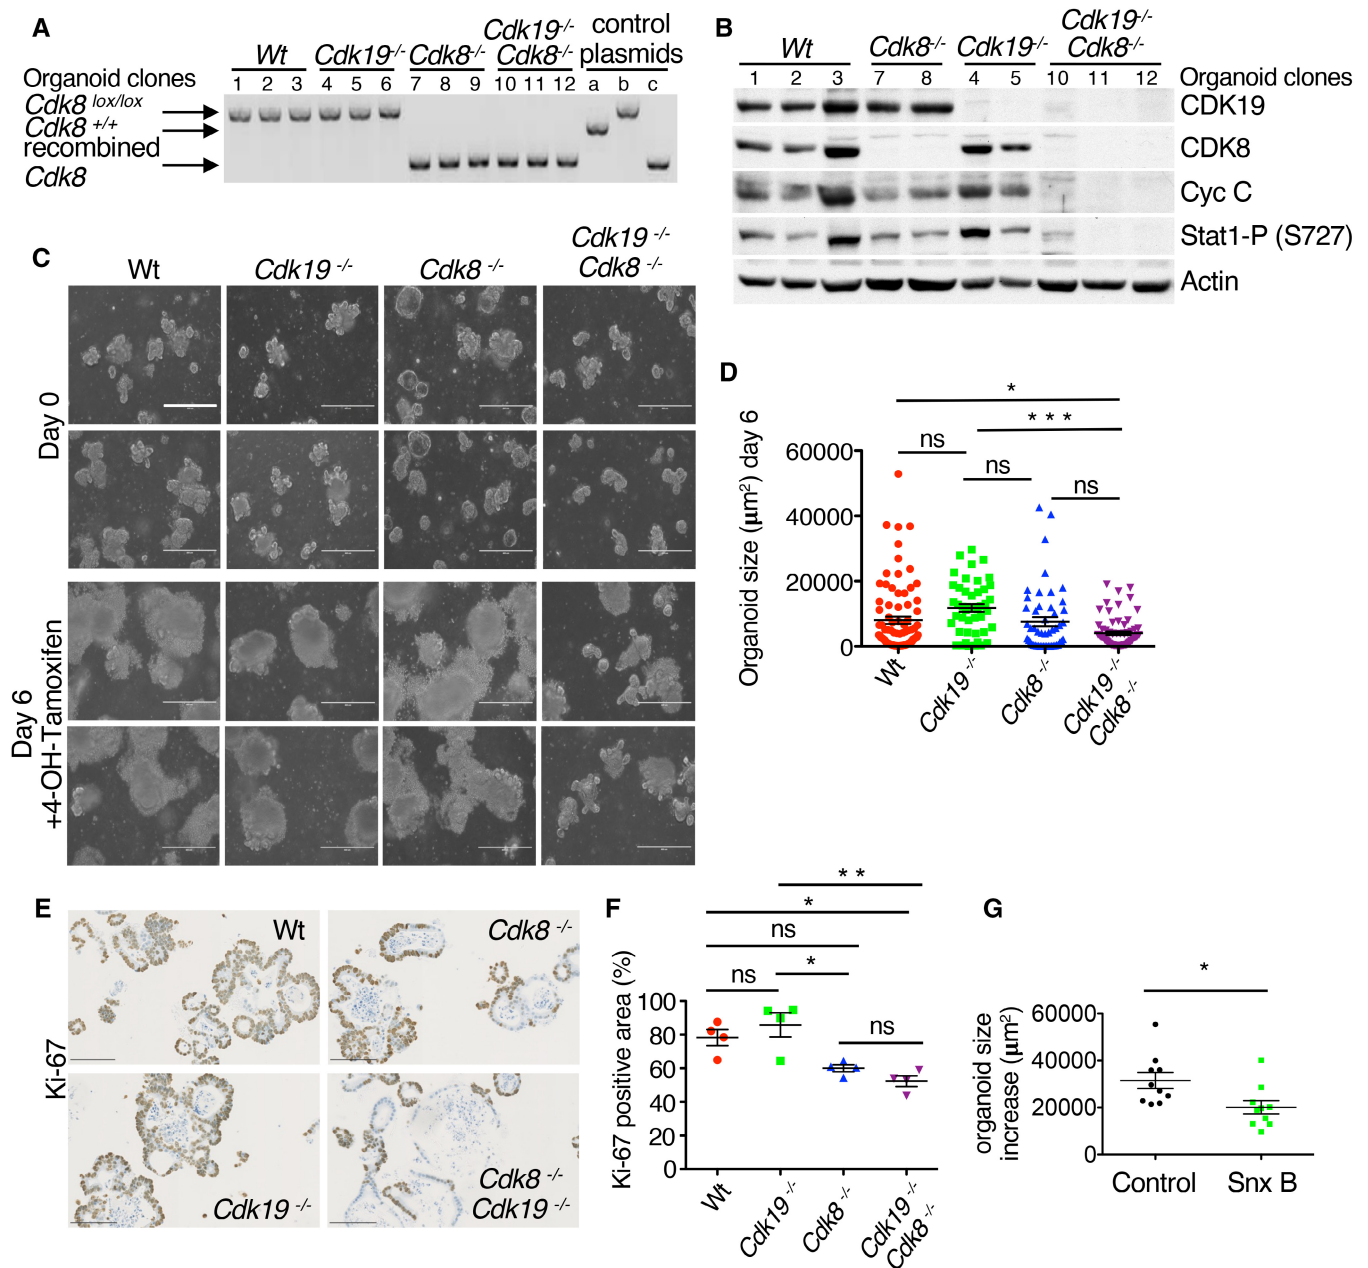 A
Wt
Cdk19 -/-
Cdk8 -/-
Cdk19 -/-
Cdk8 -/-
control
plasmids
Organoid clones
1 2 3 4 5 6 7 8 9 10 11 12 a b c
Cdk8 lox/lox
Cdk8 +/+
recombined
Cdk8
B
Wt
Cdk8 -/-
Cdk19 -/-
Cdk19 -/-
Cdk8 -/-
1 2 3 7 8 4 5 10 11 12
Organoid clones
CDK19
CDK8
Cyc C
Stat1-P (S727)
Actin
C
Wt
Cdk19 -/-
Cdk8 -/-
Cdk19 -/-
Cdk8 -/-
Day 0
Day 6
+4-OH-Tamoxifen
D
*
* * *
ns
ns
ns
Organoid size (µm²) day 6
60000
40000
20000
0
Wt
Cdk19 -/-
Cdk8 -/-
Cdk19 -/-
Cdk8 -/-
E
Ki-67
Wt
Cdk8 -/-
Cdk19 -/-
Cdk8 -/-
Cdk19 -/-
F
* *
*
ns
ns
*
ns
Ki-67 positive area (%)
100
80
60
40
20
0
Wt
Cdk19 -/-
Cdk8 -/-
Cdk19 -/-
Cdk8 -/-
G
*
organoid size
increase (µm²)
60000
40000
20000
0
Control
Snx B